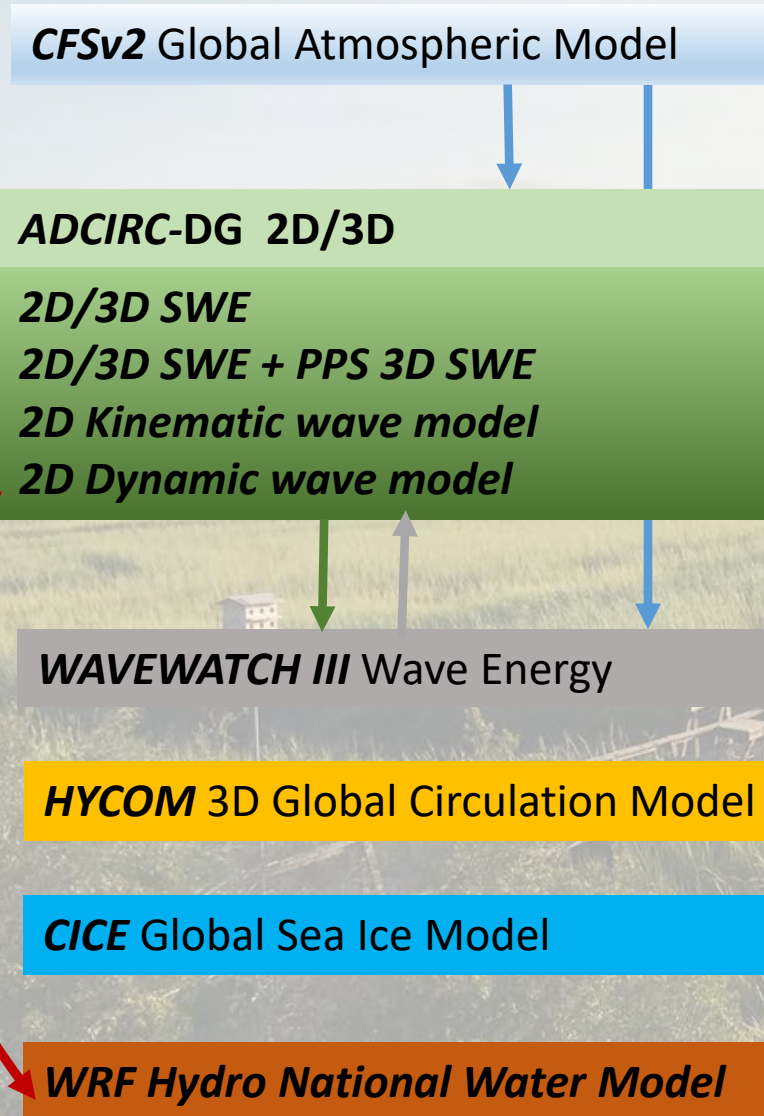 CFSv2 Global Atmospheric Model
ADCIRC-DG 2D/3D
2D/3D SWE
2D/3D SWE + PPS 3D SWE
2D Kinematic wave model
2D Dynamic wave model
WAVEWATCH III Wave Energy
HYCOM 3D Global Circulation Model
CICE Global Sea Ice Model
WRF Hydro National Water Model